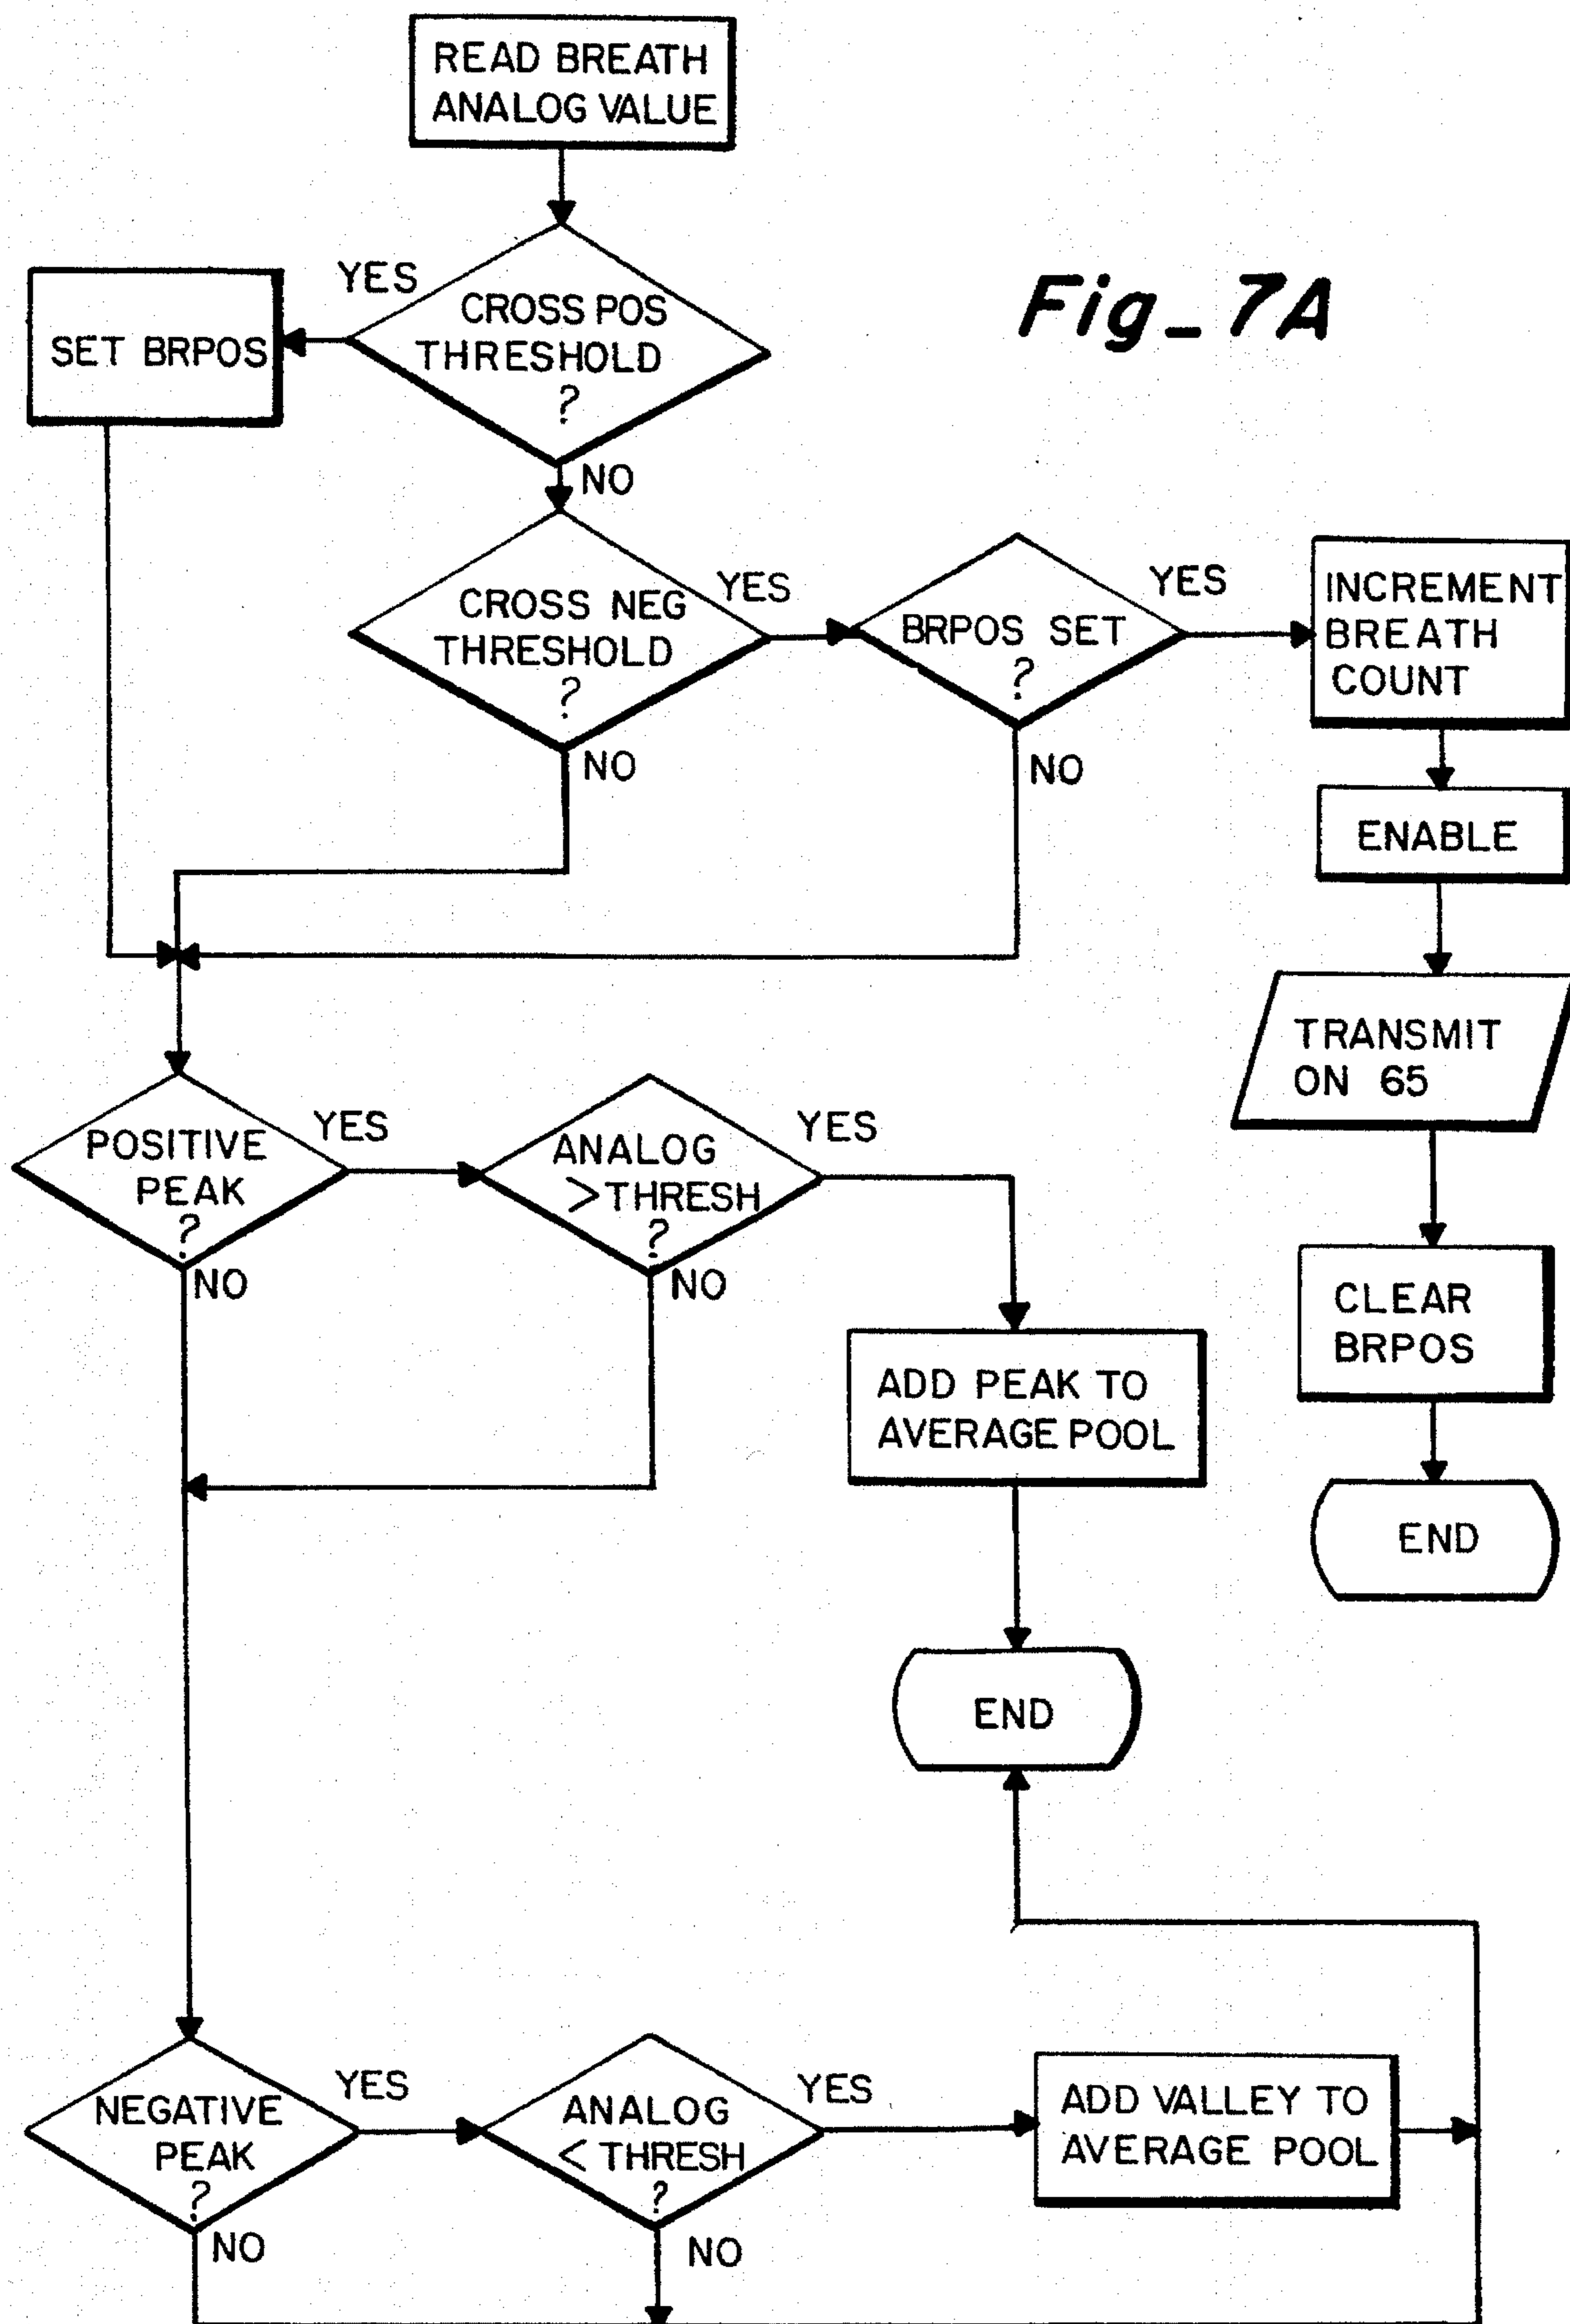 READ BREATH
ANALOG VALUE
Fig_7A
YES
CROSS POS
THRESHOLD
?
SET BRPOS
NO
CROSS NEG
THRESHOLD
?
YES
BRPOS SET
?
YES
INCREMENT
BREATH
COUNT
NO
NO
ENABLE
TRANSMIT
ON 65
POSITIVE
PEAK
?
YES
ANALOG
>THRESH
?
YES
NO
NO
CLEAR
BRPOS
ADD PEAK TO
AVERAGE POOL
END
END
NEGATIVE
PEAK
?
YES
ANALOG
< THRESH
?
YES
ADD VALLEY TO
AVERAGE POOL
NO
NO